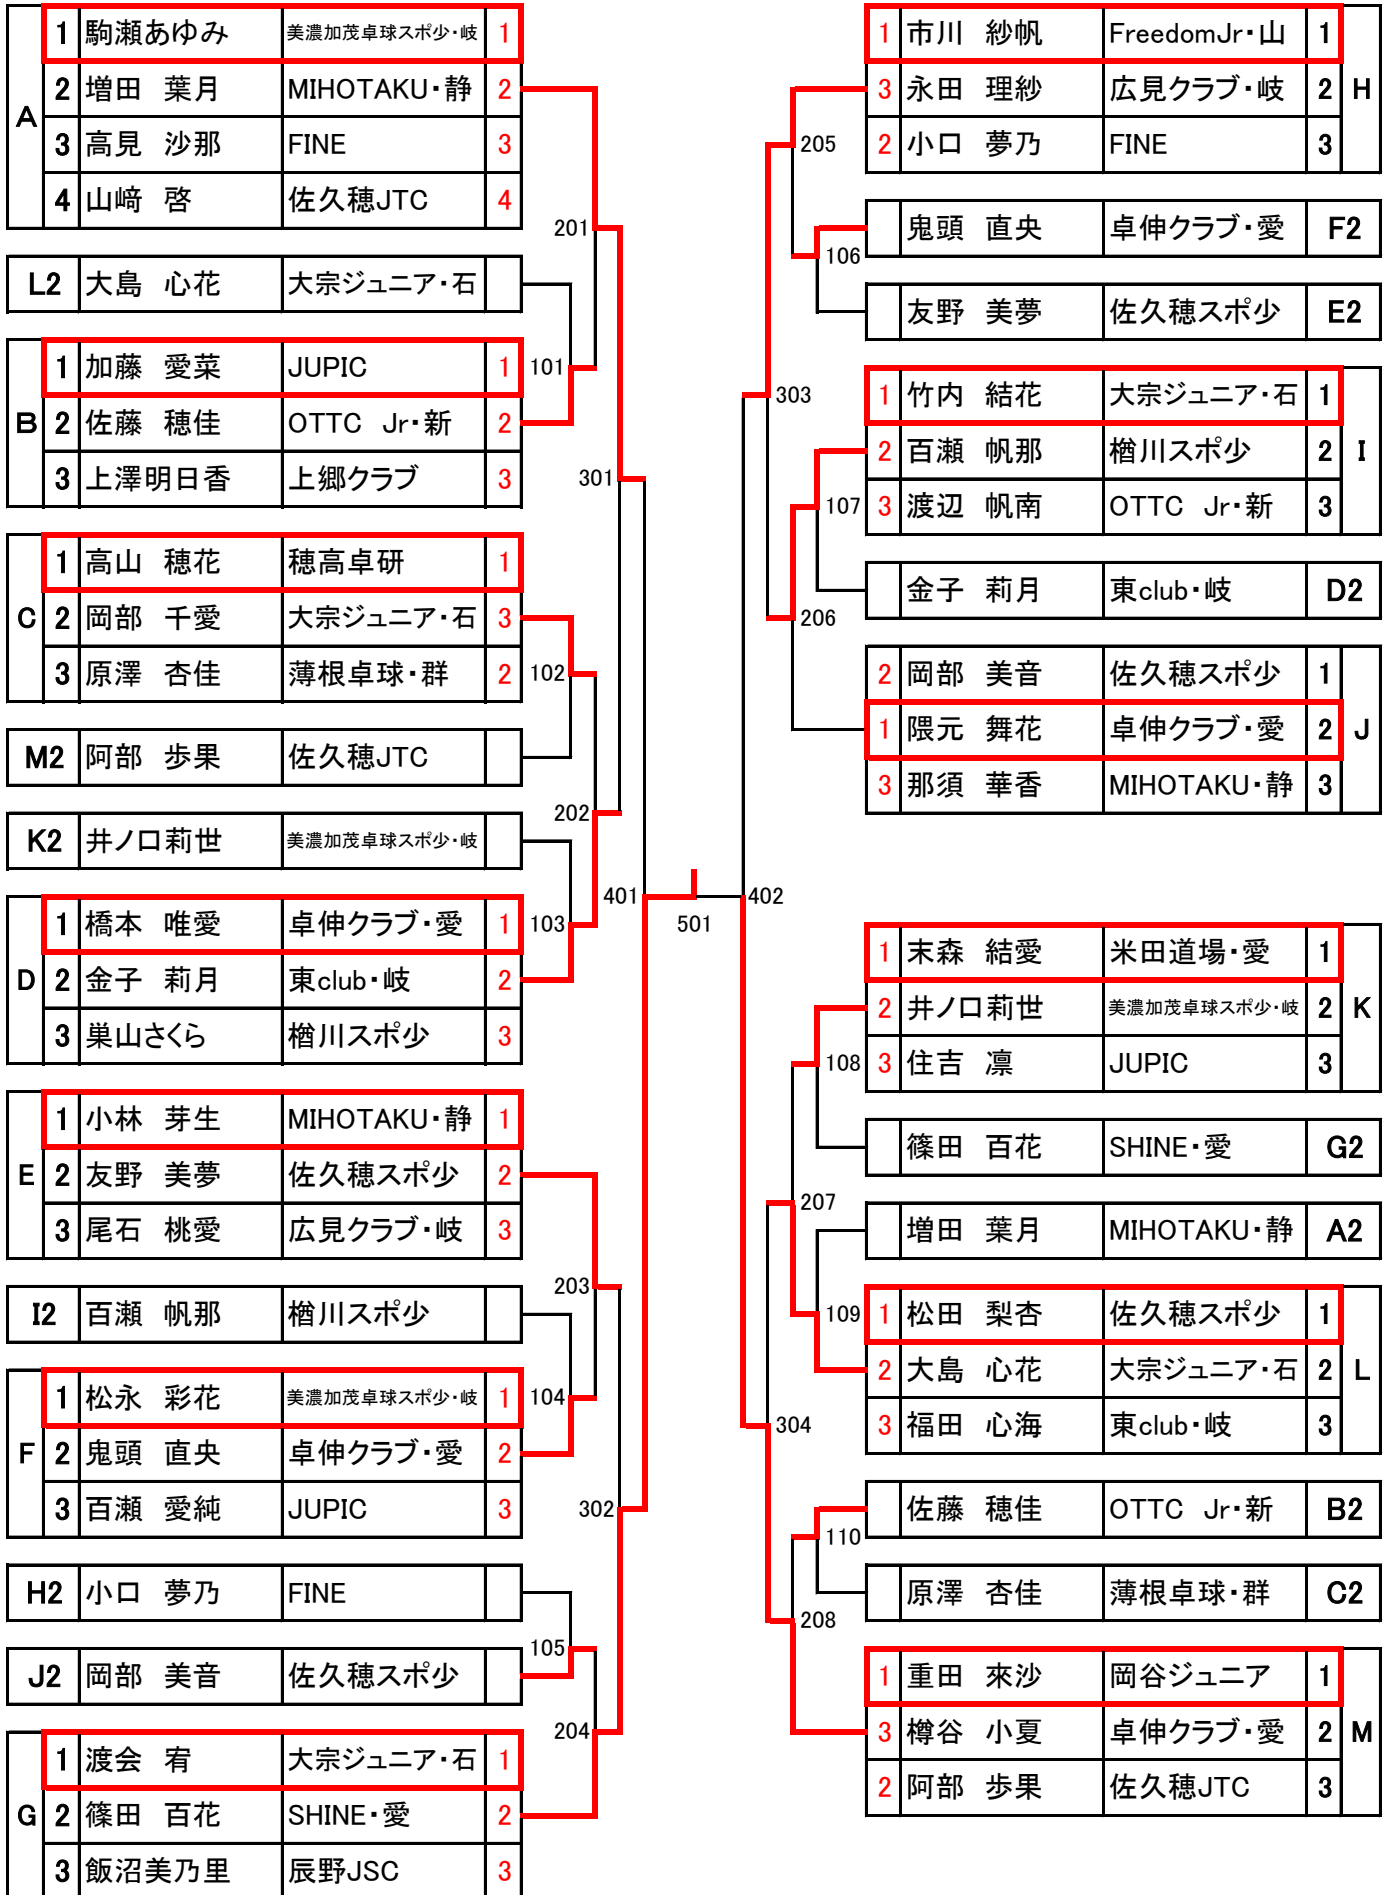 A
1 駒瀬あゆみ 美濃加茂卓球スポ少・岐 1
2 増田 葉月 MIHOTAKU・静 2
3 高見 沙那 FINE 3
4 山﨑 啓 佐久穂JTC 4
201
L2 大島 心花 大宗ジュニア・石
B
1 加藤 愛菜 JUPIC 1
101
2 佐藤 穂佳 OTTC Jr・新 2
3 上澤明日香 上郷クラブ 3
301
C
1 高山 穂花 穂高卓研 1
2 岡部 千愛 大宗ジュニア・石 3
3 原澤 杏佳 薄根卓球・群 2
102
M2 阿部 歩果 佐久穂JTC
202
K2 井ノ口莉世 美濃加茂卓球スポ少・岐
401
D
1 橋本 唯愛 卓伸クラブ・愛 1
103
2 金子 莉月 東club・岐 2
3 巣山さくら 楢川スポ少 3
E
1 小林 芽生 MIHOTAKU・静 1
2 友野 美夢 佐久穂スポ少 2
3 尾石 桃愛 広見クラブ・岐 3
203
I2 百瀬 帆那 楢川スポ少
F
1 松永 彩花 美濃加茂卓球スポ少・岐 1
104
2 鬼頭 直央 卓伸クラブ・愛 2
3 百瀬 愛純 JUPIC 3
302
H2 小口 夢乃 FINE
105
J2 岡部 美音 佐久穂スポ少
204
G
1 渡会 宥 大宗ジュニア・石 1
2 篠田 百花 SHINE・愛 2
3 飯沼美乃里 辰野JSC 3
501
1 市川 紗帆 FreedomJr・山 1
3 永田 理紗 広見クラブ・岐 2
H
2 小口 夢乃 FINE 3
205
鬼頭 直央 卓伸クラブ・愛 F2
106
友野 美夢 佐久穂スポ少 E2
303
1 竹内 結花 大宗ジュニア・石 1
2 百瀬 帆那 楢川スポ少 2
I
3 渡辺 帆南 OTTC Jr・新 3
107
金子 莉月 東club・岐 D2
206
2 岡部 美音 佐久穂スポ少 1
1 隈元 舞花 卓伸クラブ・愛 2
J
3 那須 華香 MIHOTAKU・静 3
402
1 末森 結愛 米田道場・愛 1
2 井ノ口莉世 美濃加茂卓球スポ少・岐 2
K
3 住吉 凛 JUPIC 3
108
篠田 百花 SHINE・愛 G2
207
増田 葉月 MIHOTAKU・静 A2
109
1 松田 梨杏 佐久穂スポ少 1
2 大島 心花 大宗ジュニア・石 2
L
3 福田 心海 東club・岐 3
304
佐藤 穂佳 OTTC Jr・新 B2
110
原澤 杏佳 薄根卓球・群 C2
208
1 重田 來沙 岡谷ジュニア 1
3 樽谷 小夏 卓伸クラブ・愛 2
M
2 阿部 歩果 佐久穂JTC 3